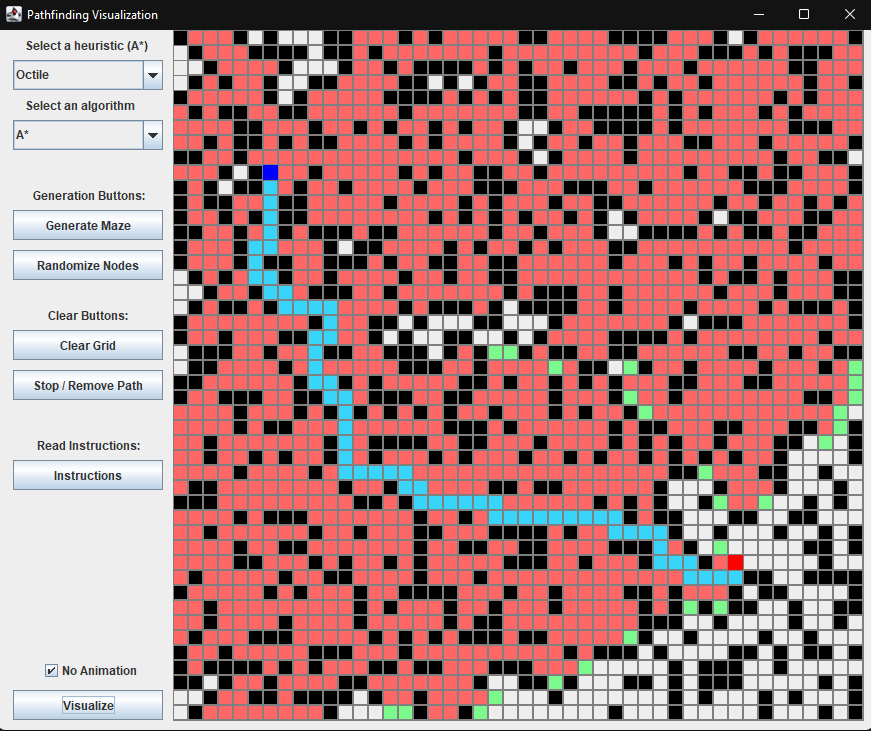 Pathfinding Visualization
Select a heuristic (A*)
Octile
Select an algorithm
A*
Generation Buttons:
Generate Maze
Randomize Nodes
Clear Buttons:
Clear Grid
Stop / Remove Path
Read Instructions:
Instructions
No Animation
Visualize